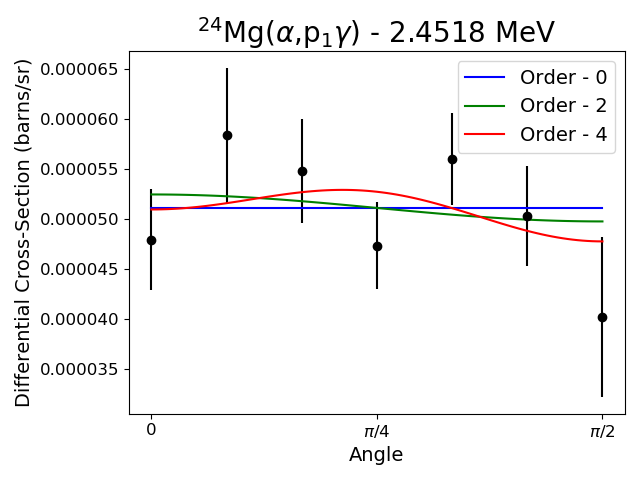 ²⁴Mg(α,p₁γ) - 2.4518 MeV
Differential Cross-Section (barns/sr)
0.000065
0.000060
0.000055
0.000050
0.000045
0.000040
0.000035
Order - 0
Order - 2
Order - 4
0
π/4
π/2
Angle